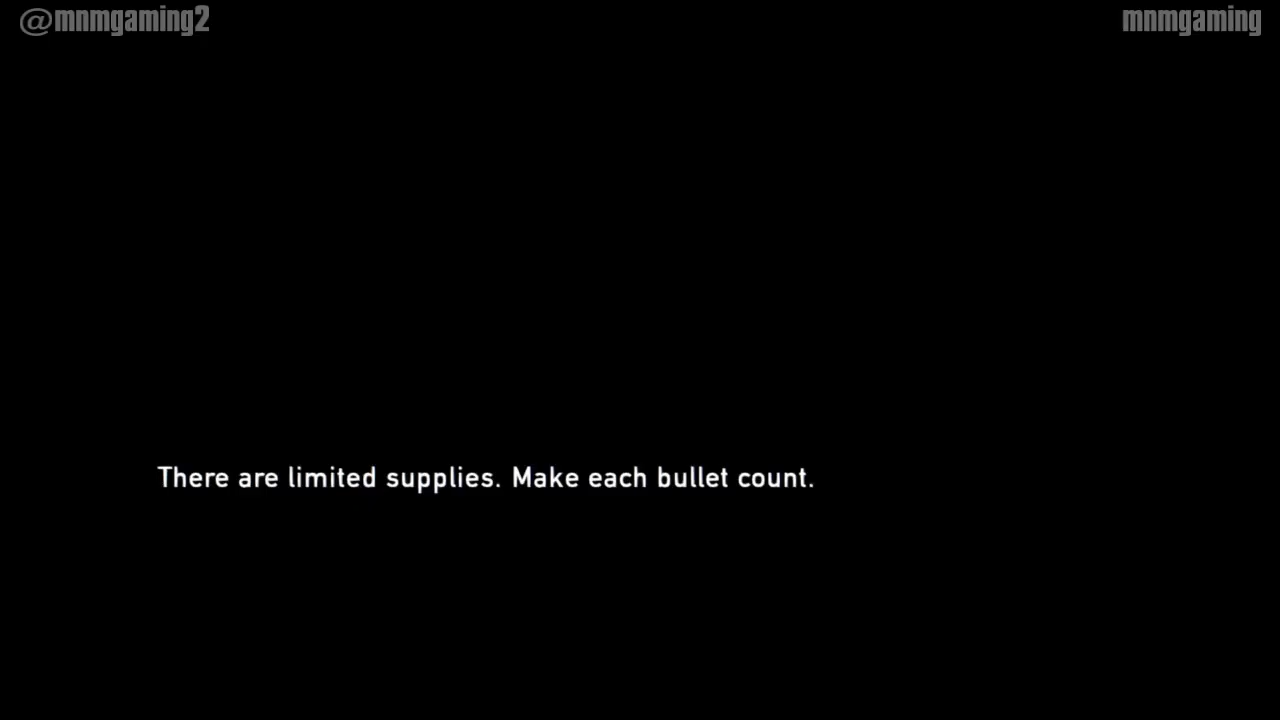 @mnmgaming2 mnmgaming
There are limited supplies. Make each bullet count.